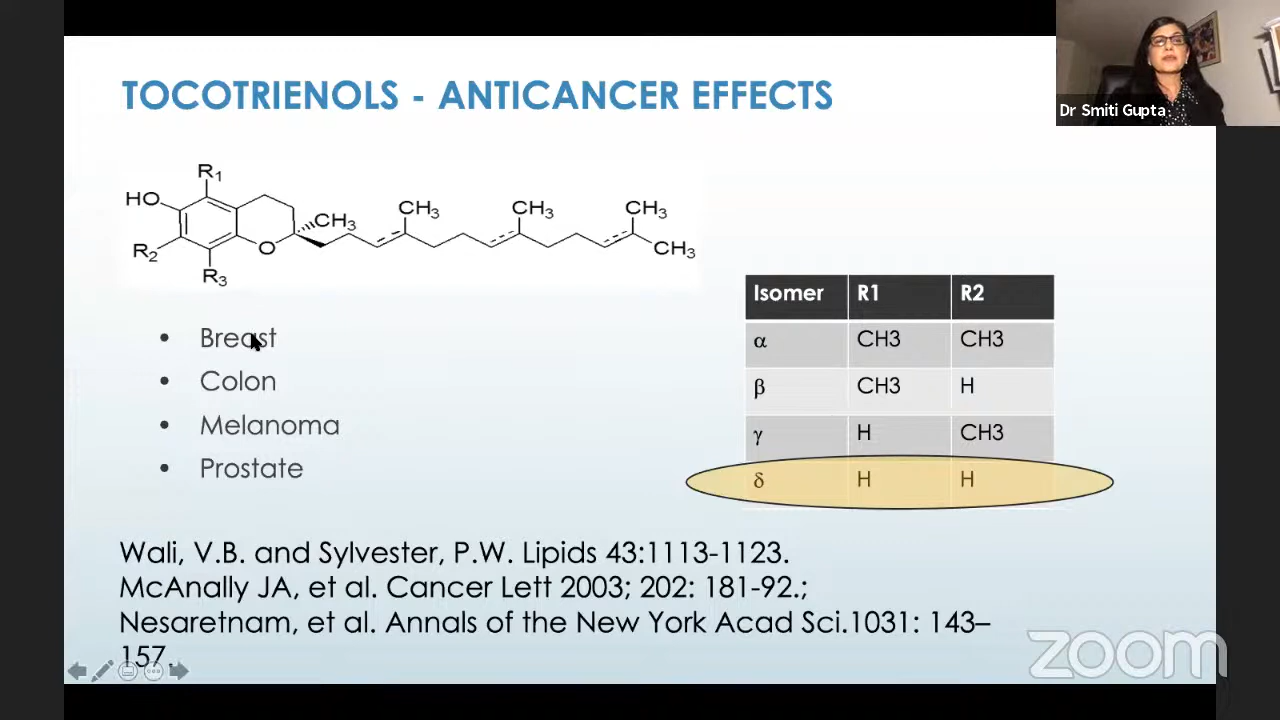 TOCOTRIENOLS - ANTICANCER EFFECTS
Dr Smiti Gupta
R1
HO
CH3
CH3
CH3
CH3
CH3
R2
O
R3
Isomer R1 R2
α CH3 CH3
β CH3 H
γ H CH3
δ H H
• Breast
• Colon
• Melanoma
• Prostate
Wali, V.B. and Sylvester, P.W. Lipids 43:1113-1123.
McAnally JA, et al. Cancer Lett 2003; 202: 181-92.;
Nesaretnam, et al. Annals of the New York Acad Sci.1031: 143–
157.
zoom